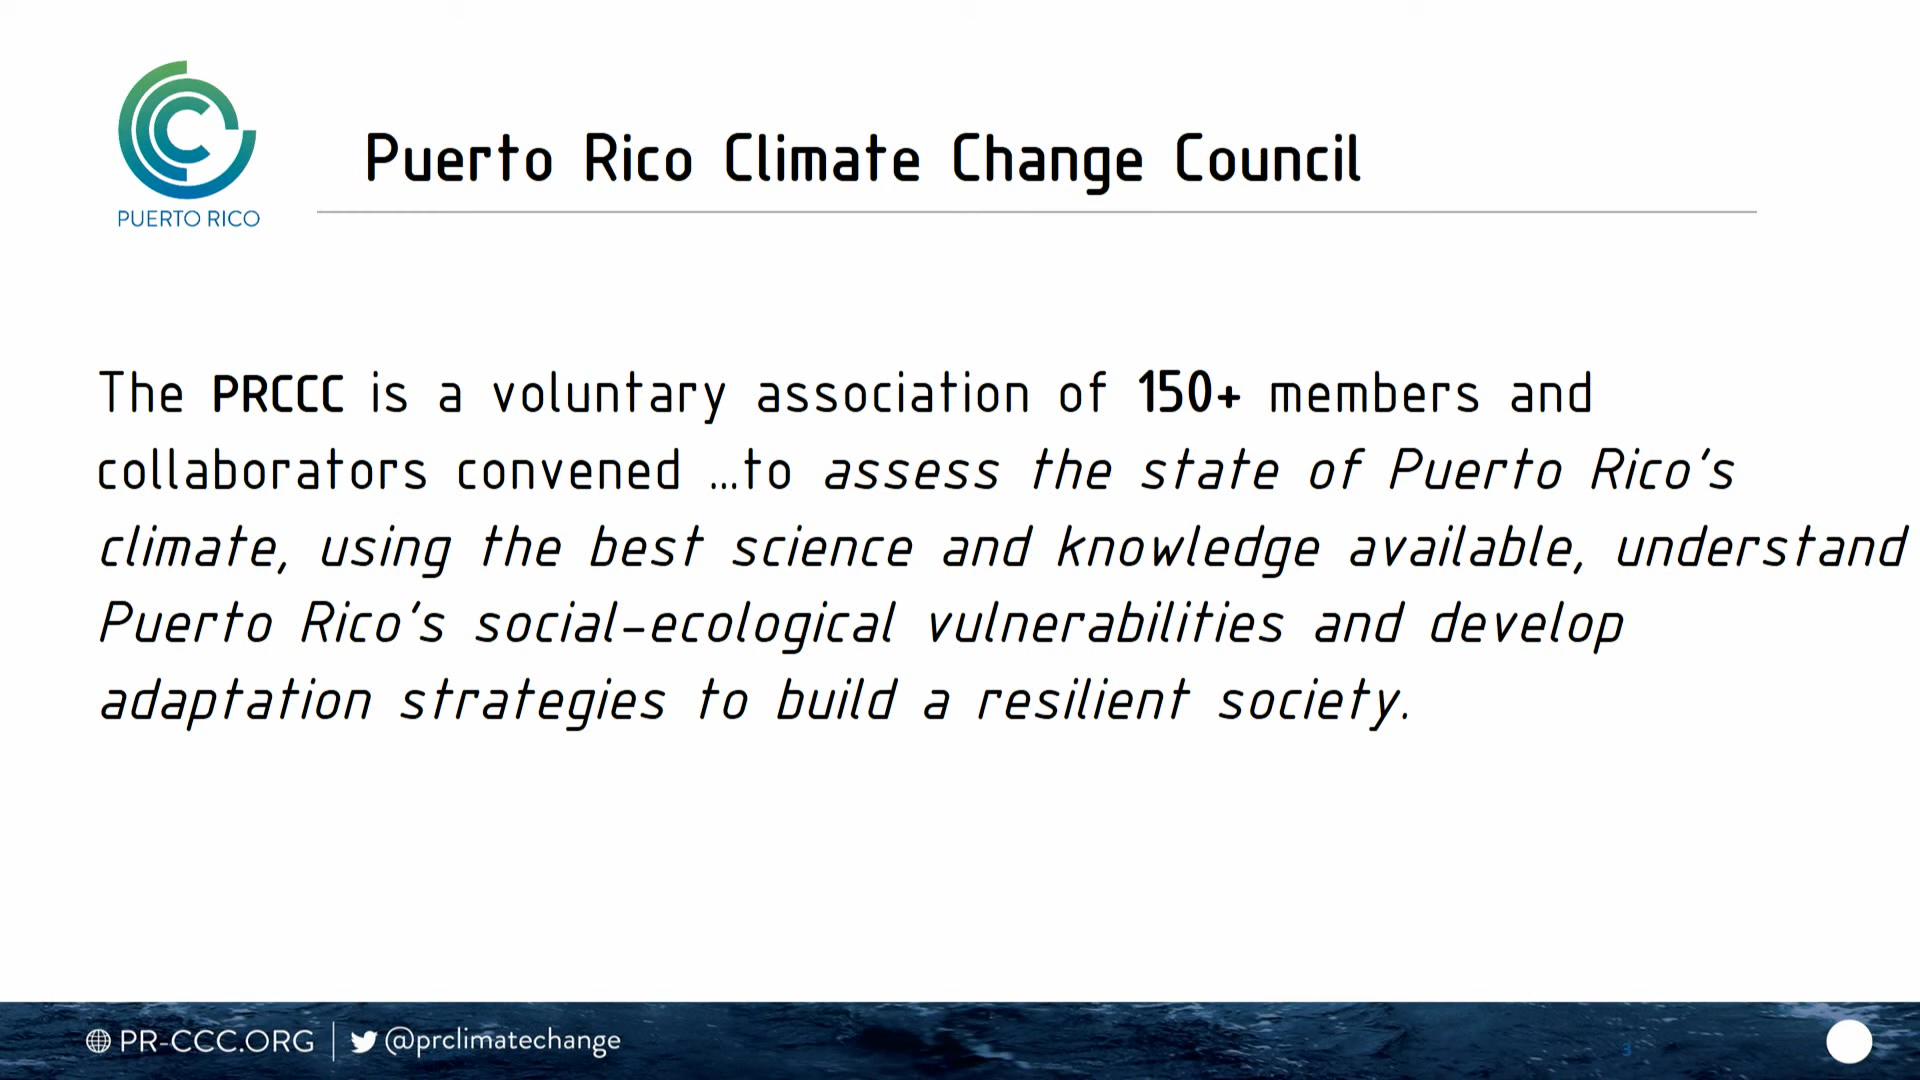 PUERTO RICO
Puerto Rico Climate Change Council
The PRCCC is a voluntary association of 150+ members and
collaborators convened ...to assess the state of Puerto Rico's
climate, using the best science and knowledge available, understand
Puerto Rico's social-ecological vulnerabilities and develop
adaptation strategies to build a resilient society.
PR-CCC.ORG | @prclimatechange
3